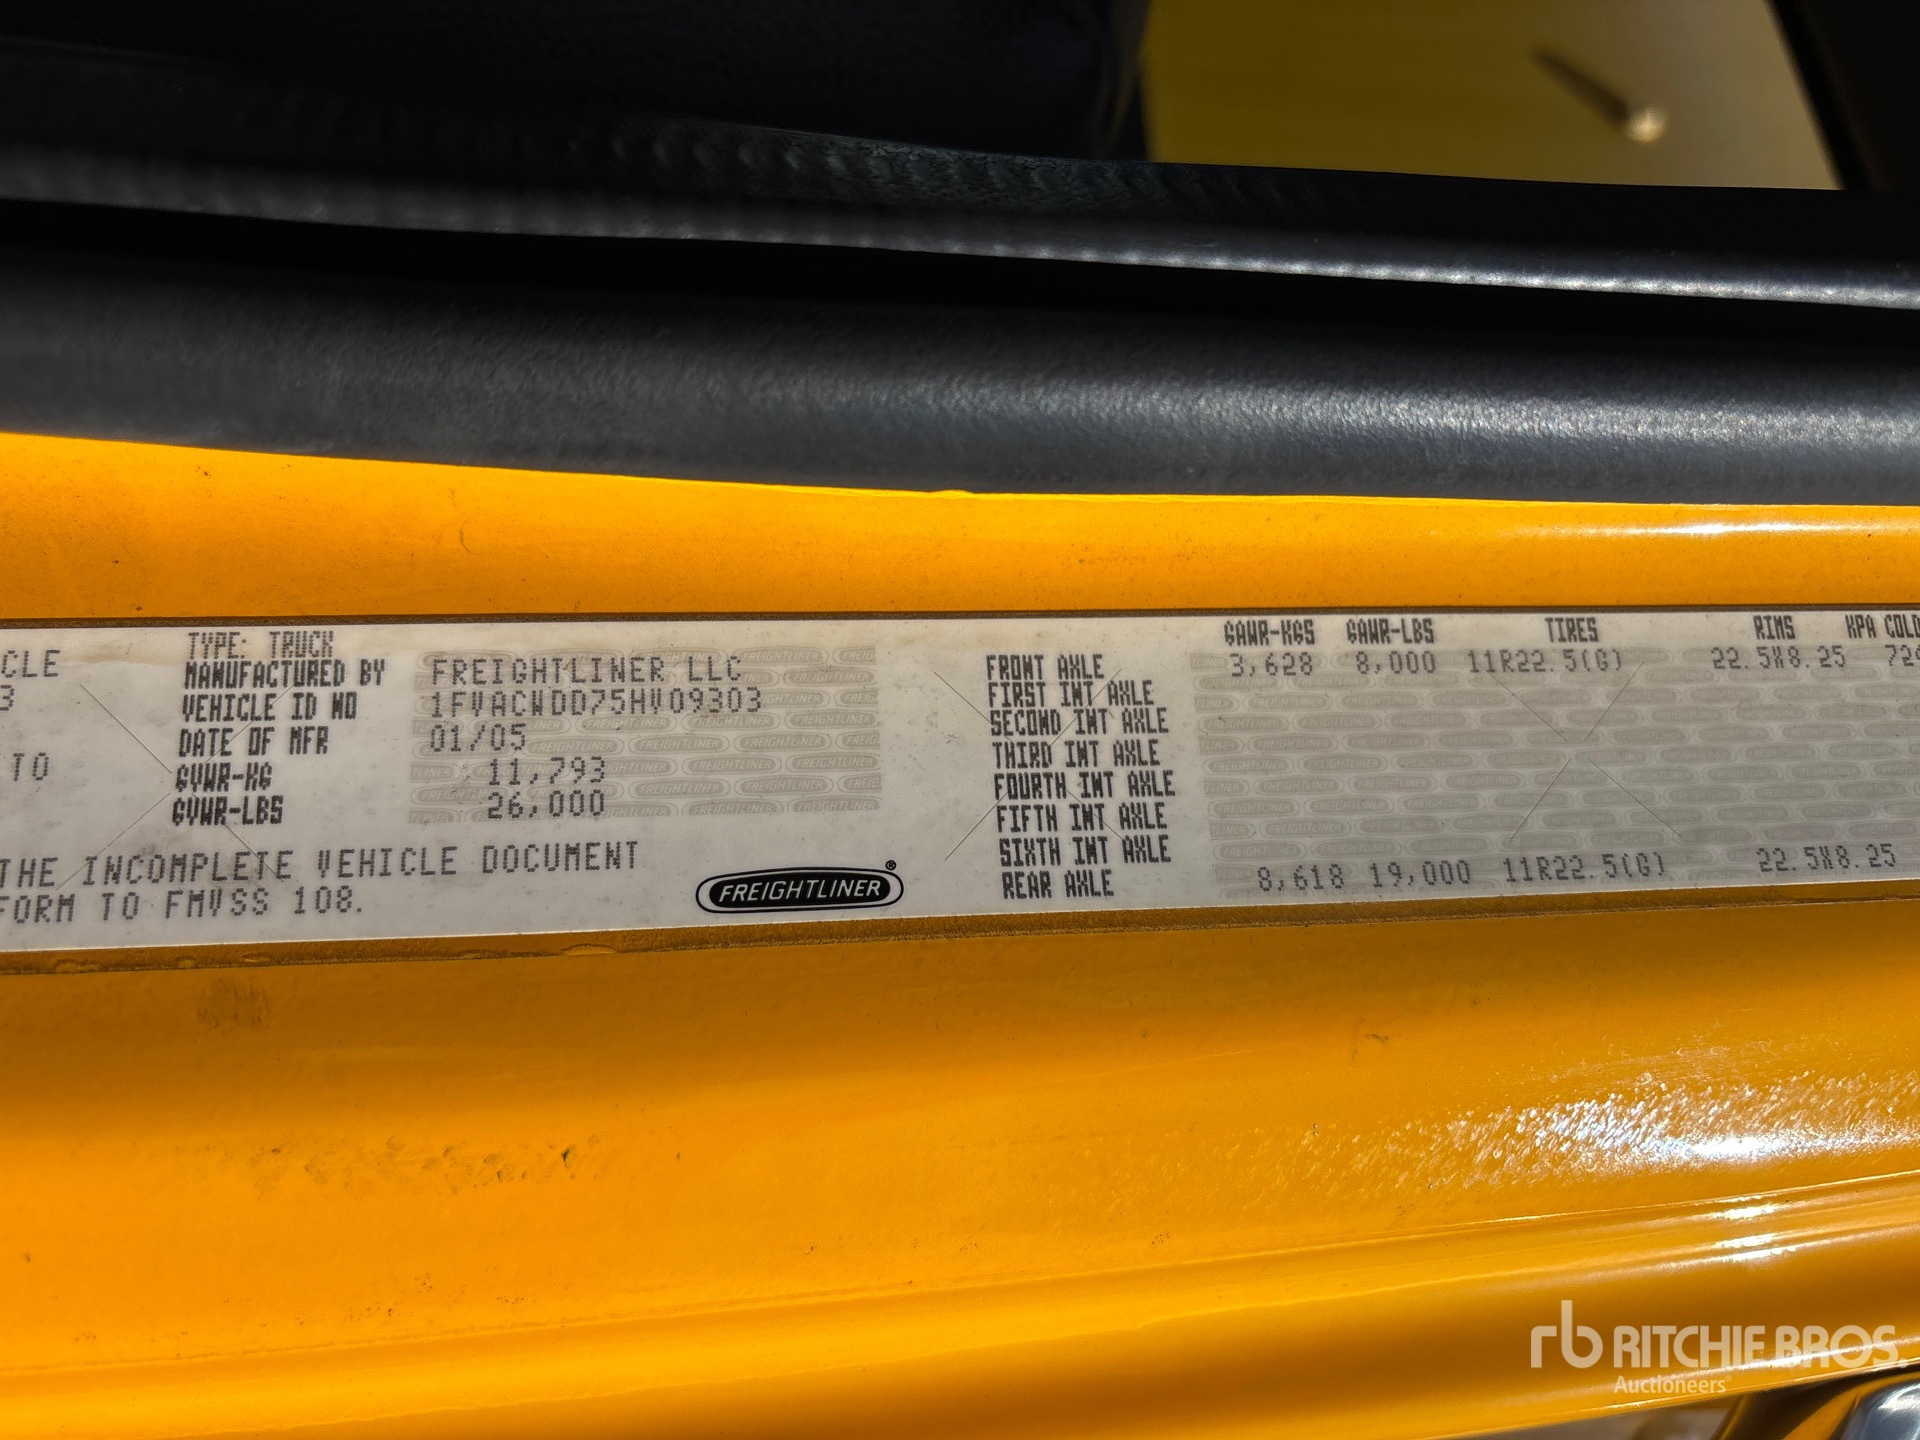 CLE
3
TO
TYPE: TRUCK
MANUFACTURED BY FREIGHTLINER LLC
VEHICLE ID NO 1FVACWDD75HV09303
DATE OF MFR 01/05
GVWR-KG 11,793
GVWR-LBS 26,000
THE INCOMPLETE VEHICLE DOCUMENT
FORM TO FMVSS 108.
FREIGHTLINER®
GAWR-KGS GAWR-LBS TIRES RIMS KPA COLD
FRONT AXLE 3,628 8,000 11R22.5(G) 22.5X8.25 72
FIRST INT AXLE
SECOND INT AXLE
THIRD INT AXLE
FOURTH INT AXLE
FIFTH INT AXLE
SIXTH INT AXLE
REAR AXLE 8,618 19,000 11R22.5(G) 22.5X8.25
rb RITCHIE BROS.
Auctioneers